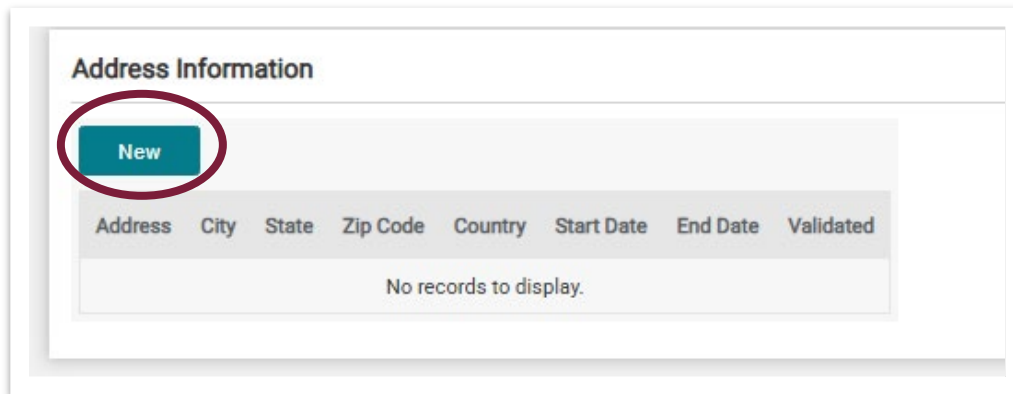 Address Information
New
Address City State Zip Code Country Start Date End Date Validated
No records to display.